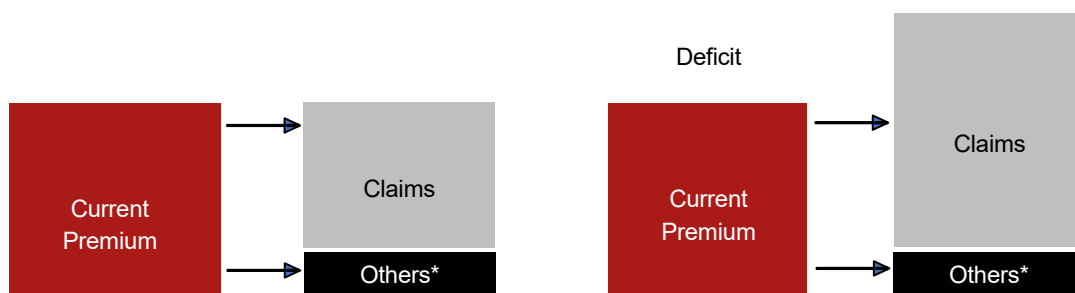 Current
Premium
Claims
Others*
Deficit
Current
Premium
Claims
Others*